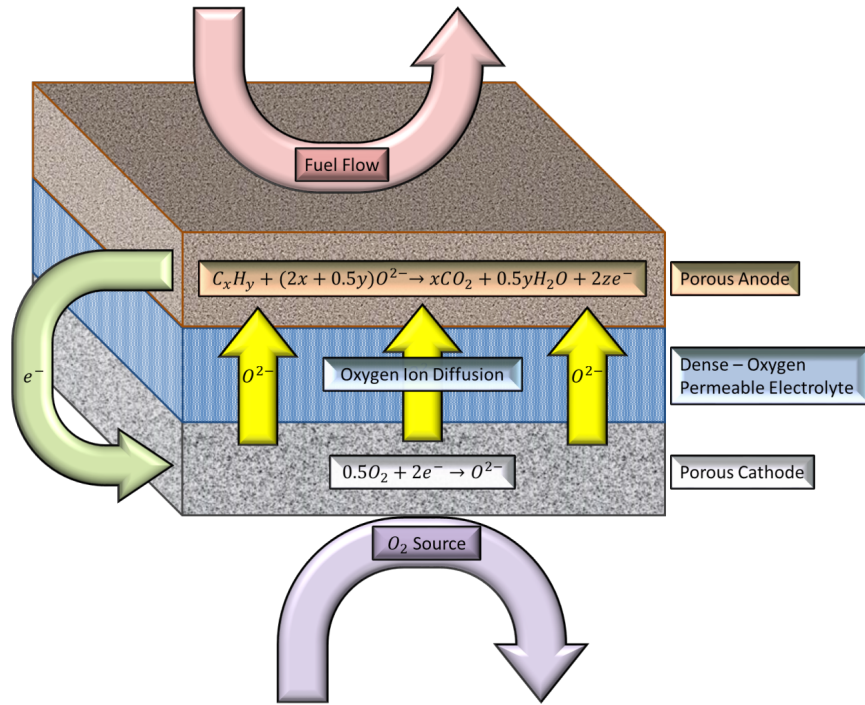 Fuel Flow
CₓHᵧ + (2x + 0.5y)O²⁻ → xCO₂ + 0.5yH₂O + 2ze⁻
Porous Anode
e⁻
O²⁻
Oxygen Ion Diffusion
O²⁻
Dense – Oxygen
Permeable Electrolyte
0.5O₂ + 2e⁻ → O²⁻
Porous Cathode
O₂ Source